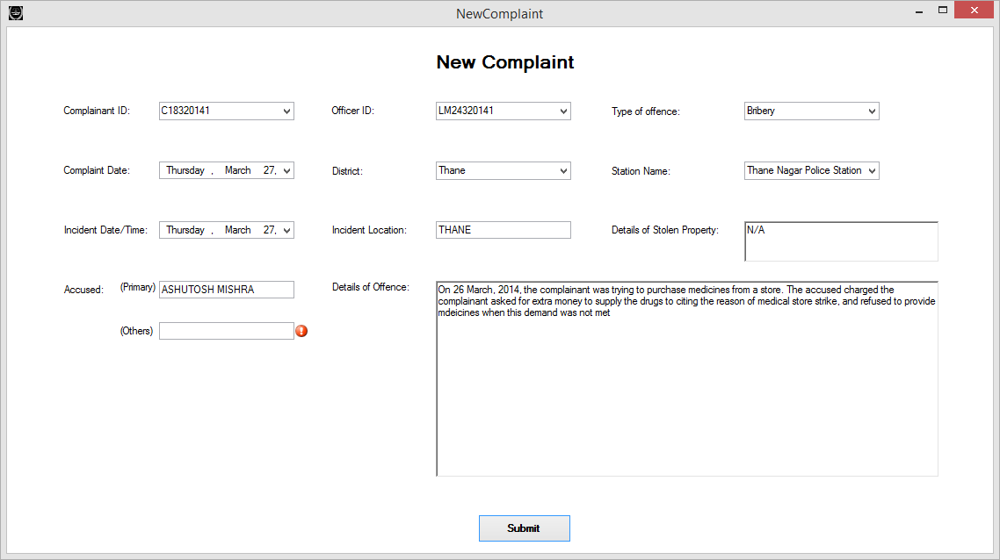 NewComplaint
New Complaint
Complainant ID: C18320141 Officer ID: LM24320141 Type of offence: Bribery
Complaint Date: Thursday , March 27, District: Thane Station Name: Thane Nagar Police Station
Incident Date/Time: Thursday , March 27, Incident Location: THANE Details of Stolen Property: N/A
Accused: (Primary) ASHUTOSH MISHRA Details of Offence:
On 26 March, 2014, the complainant was trying to purchase medicines from a store. The accused charged the
complainant asked for extra money to supply the drugs to citing the reason of medical store strike, and refused to provide
mdeicines when this demand was not met
(Others)
Submit